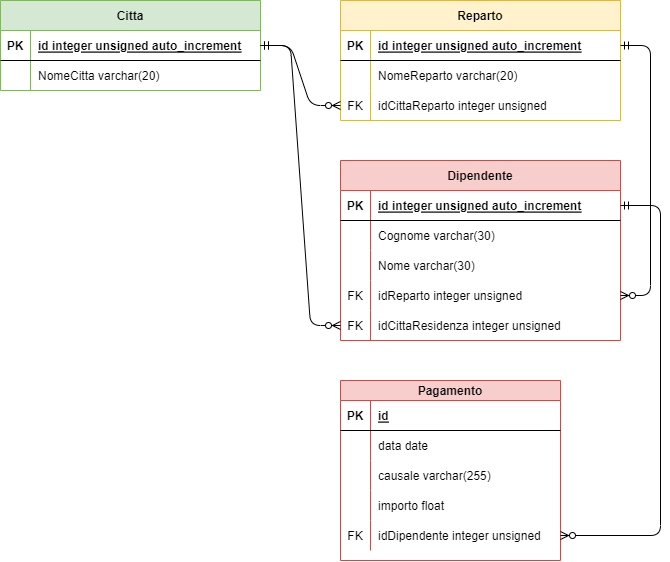 Citta
PK id integer unsigned auto_increment
NomeCitta varchar(20)
Reparto
PK id integer unsigned auto_increment
NomeReparto varchar(20)
FK idCittaReparto integer unsigned
Dipendente
PK id integer unsigned auto_increment
Cognome varchar(30)
Nome varchar(30)
FK idReparto integer unsigned
FK idCittaResidenza integer unsigned
Pagamento
PK id
data date
causale varchar(255)
importo float
FK idDipendente integer unsigned